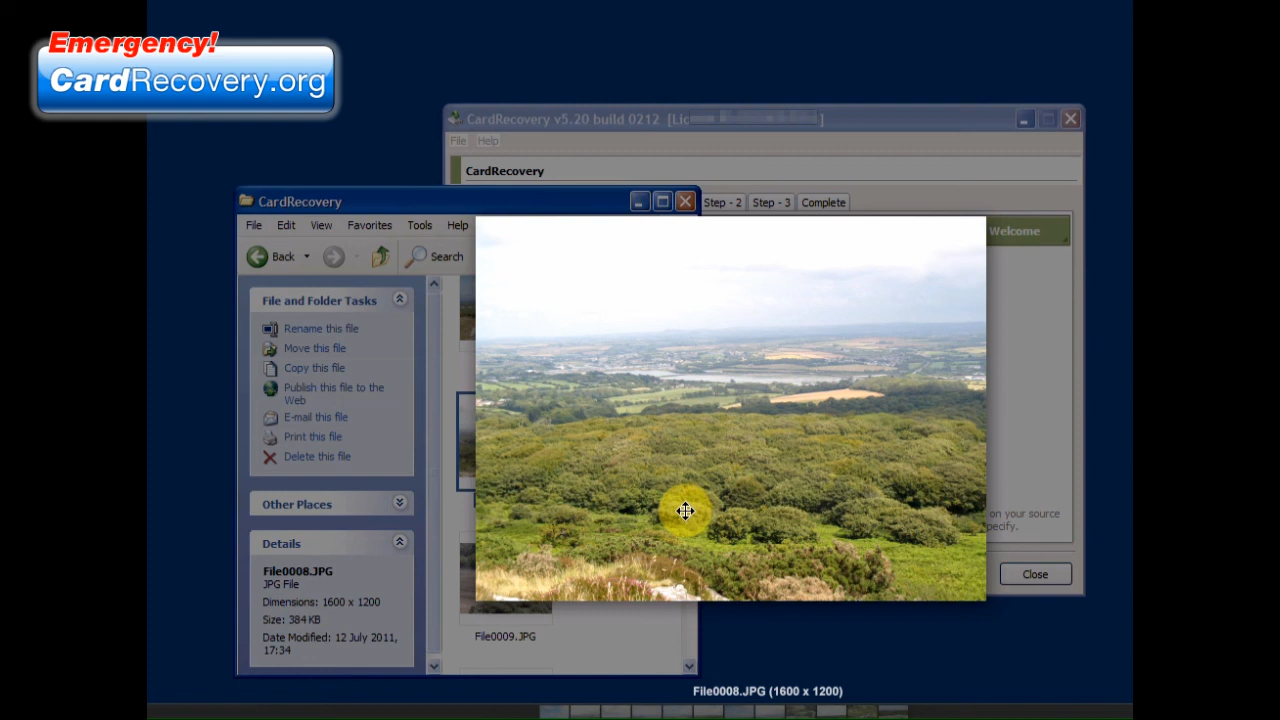 Emergency!
CardRecovery.org
CardRecovery v5.20 build 0212 [Lic ]
File Help
CardRecovery
CardRecovery
Step - 2 Step - 3 Complete
File Edit View Favorites Tools Help
Welcome
Back Search
File and Folder Tasks
Rename this file
Move this file
Copy this file
Publish this file to the
Web
E-mail this file
Print this file
Delete this file
Other Places
on your source
pecify.
Details
File0008.JPG
JPG File
Dimensions: 1600 x 1200
Size: 384 KB
Date Modified: 12 July 2011,
17:34
Close
File0009.JPG
File0008.JPG (1600 x 1200)